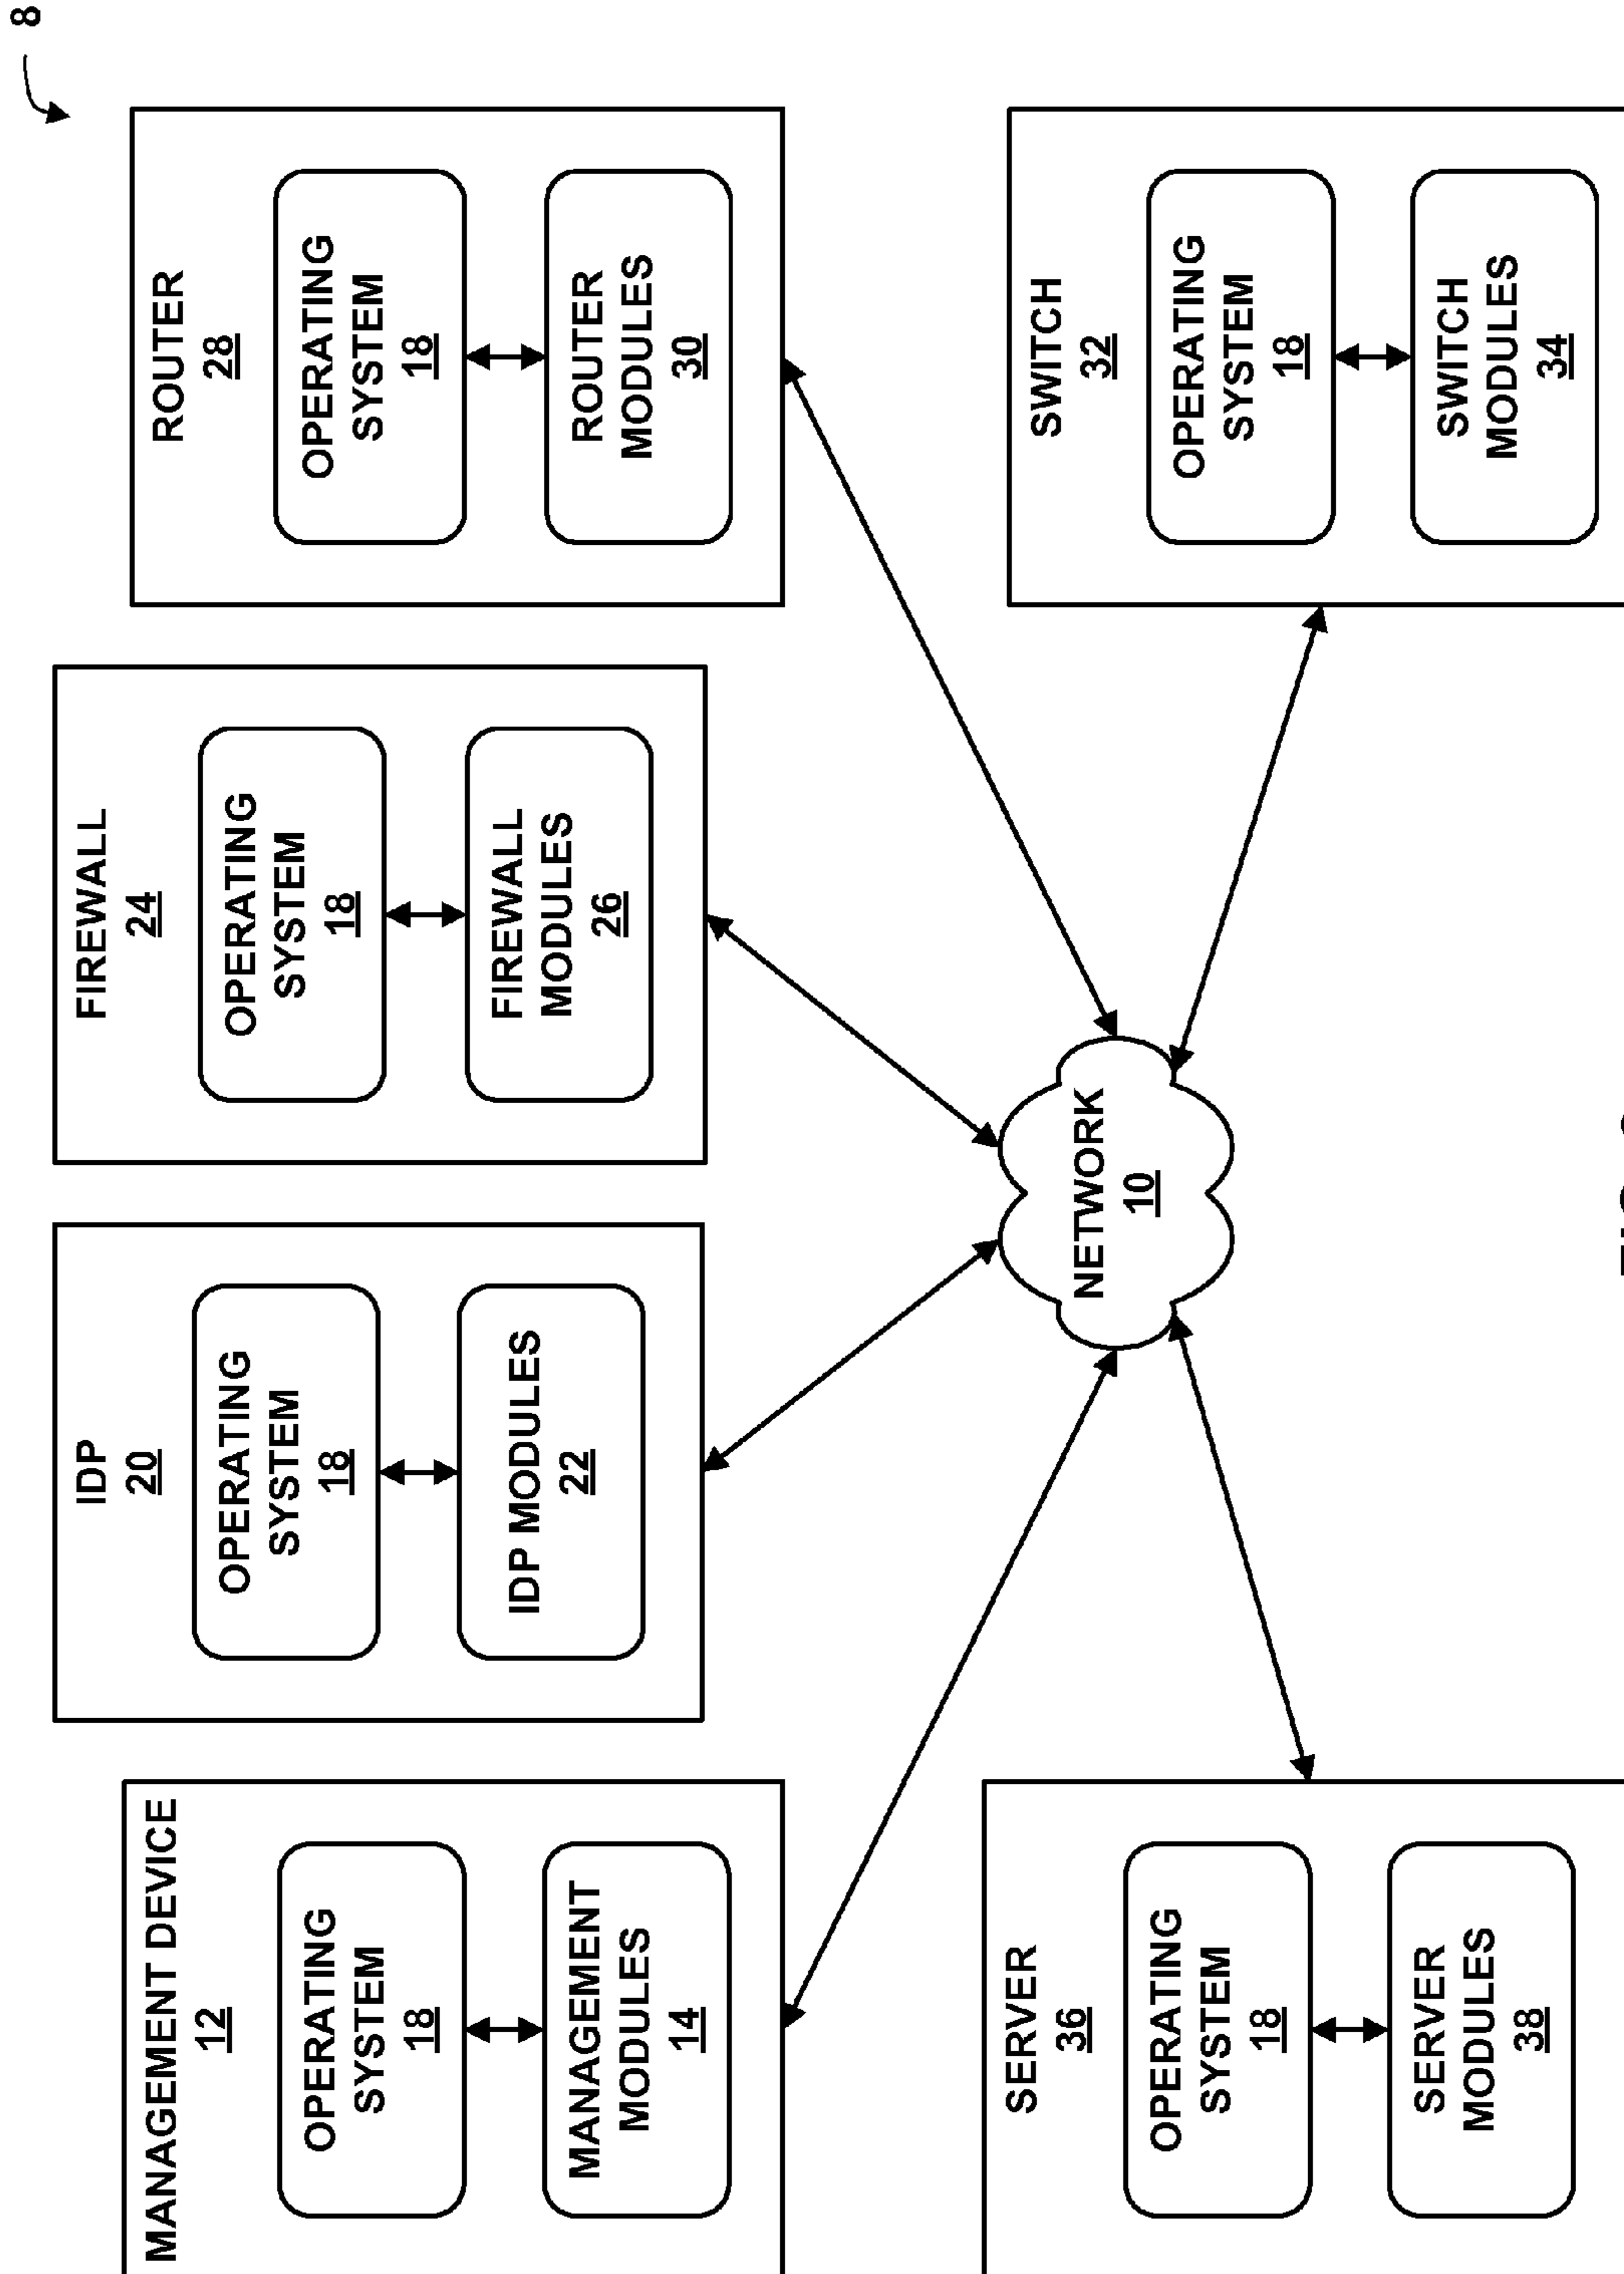 8
MANAGEMENT DEVICE
12
OPERATING
SYSTEM
18
MANAGEMENT
MODULES
14
IDP
20
OPERATING
SYSTEM
18
IDP MODULES
22
FIREWALL
24
OPERATING
SYSTEM
18
FIREWALL
MODULES
26
ROUTER
28
OPERATING
SYSTEM
18
ROUTER
MODULES
30
NETWORK
10
SERVER
36
OPERATING
SYSTEM
18
SERVER
MODULES
38
SWITCH
32
OPERATING
SYSTEM
18
SWITCH
MODULES
34